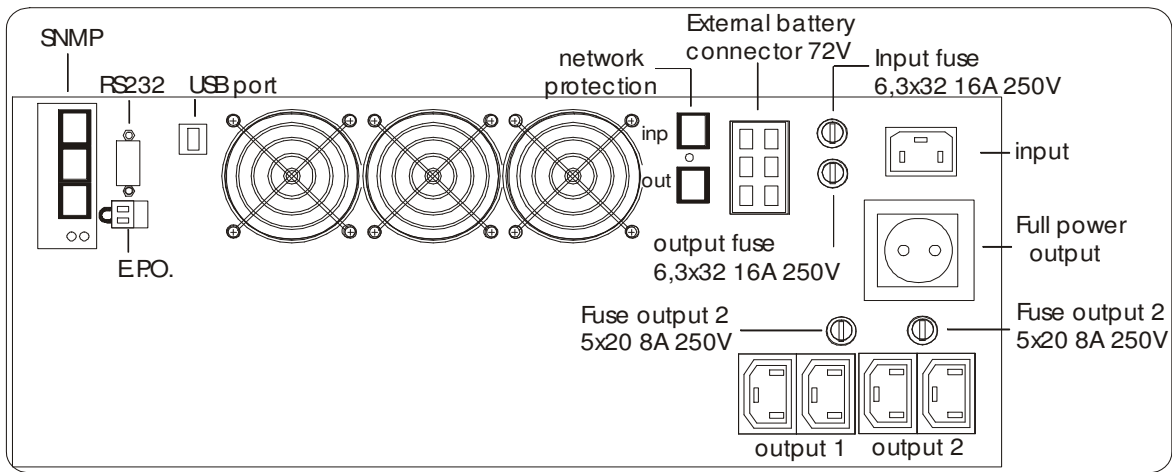 SNMP
RS232
USB port
network
protection
External battery
connector 72V
Input fuse
6,3x32 16A 250V
inp
out
input
E.P.O.
output fuse
6,3x32 16A 250V
Full power
output
Fuse output 2
5x20 8A 250V
Fuse output 2
5x20 8A 250V
output 1
output 2